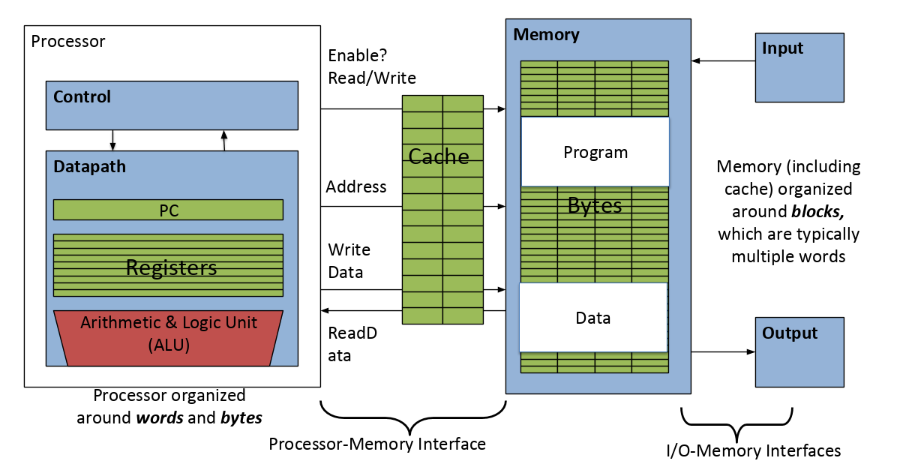 Processor
Control
Datapath
PC
Registers
Arithmetic & Logic Unit
(ALU)
Processor organized
around words and bytes
Enable?
Read/Write
Cache
Address
Write
Data
ReadD
ata
Processor-Memory Interface
Memory
Program
Bytes
Data
Input
Memory (including
cache) organized
around blocks,
which are typically
multiple words
Output
I/O-Memory Interfaces